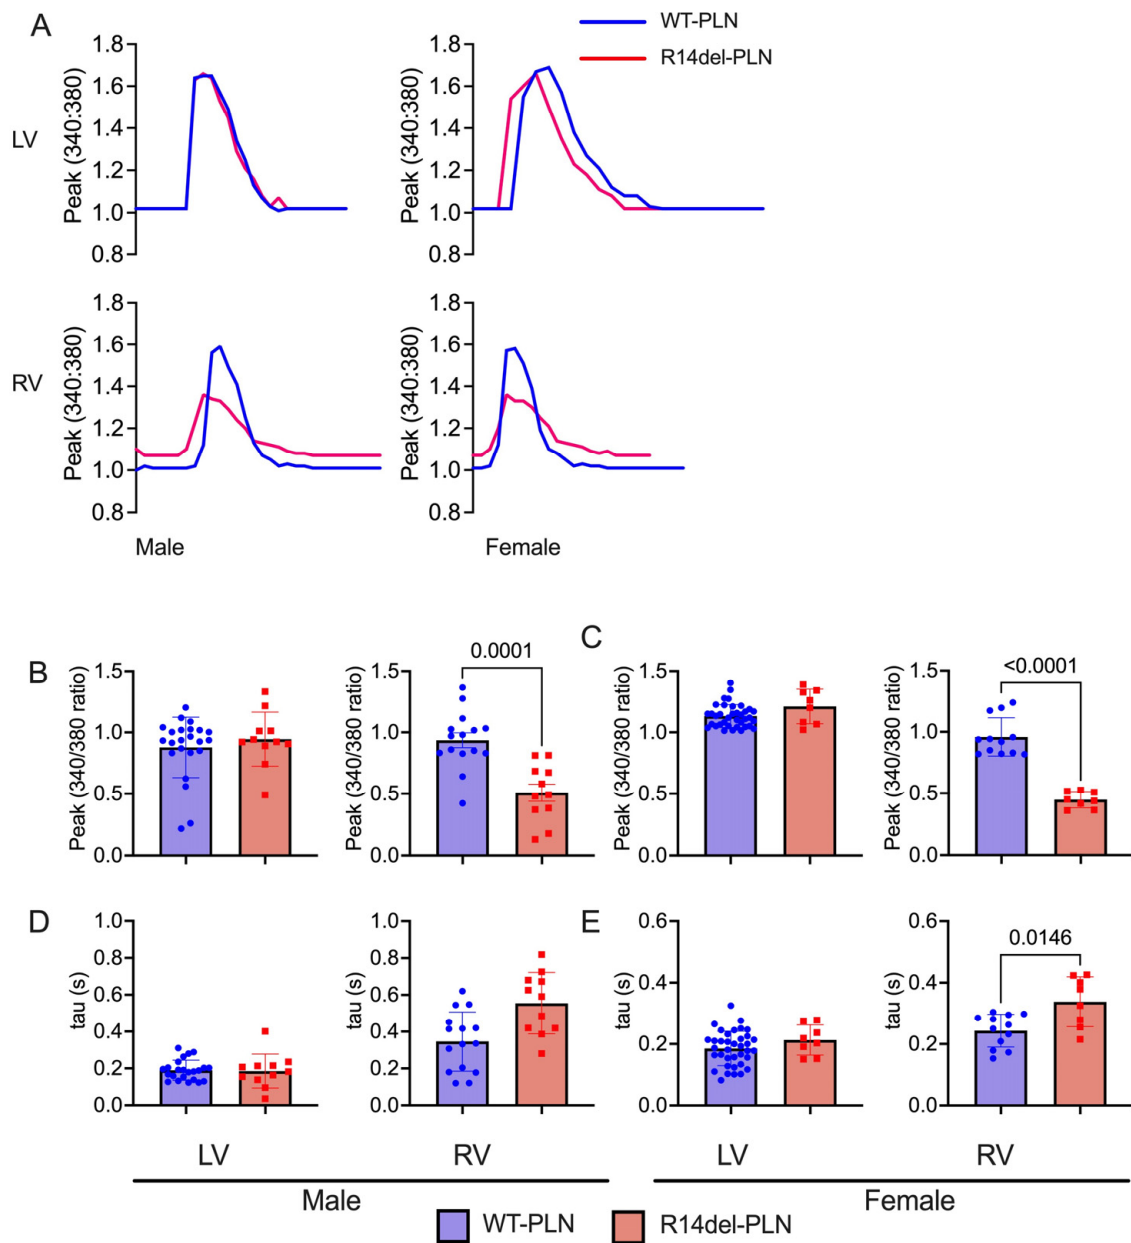 A
WT-PLN
R14del-PLN
LV
Peak (340:380)
1.8
1.6
1.4
1.2
1.0
0.8
Peak (340:380)
1.8
1.6
1.4
1.2
1.0
0.8
RV
Peak (340:380)
1.8
1.6
1.4
1.2
1.0
0.8
Peak (340:380)
1.8
1.6
1.4
1.2
1.0
0.8
Male
Female
B
Peak (340/380 ratio)
1.5
1.0
0.5
0.0
Peak (340/380 ratio)
1.5
1.0
0.5
0.0
0.0001
C
Peak (340/380 ratio)
1.5
1.0
0.5
0.0
Peak (340/380 ratio)
1.5
1.0
0.5
0.0
<0.0001
D
tau (s)
1.0
0.8
0.6
0.4
0.2
0.0
tau (s)
1.0
0.8
0.6
0.4
0.2
0.0
E
tau (s)
0.6
0.4
0.2
0.0
tau (s)
0.6
0.4
0.2
0.0
0.0146
LV
RV
LV
RV
Male
Female
WT-PLN
R14del-PLN